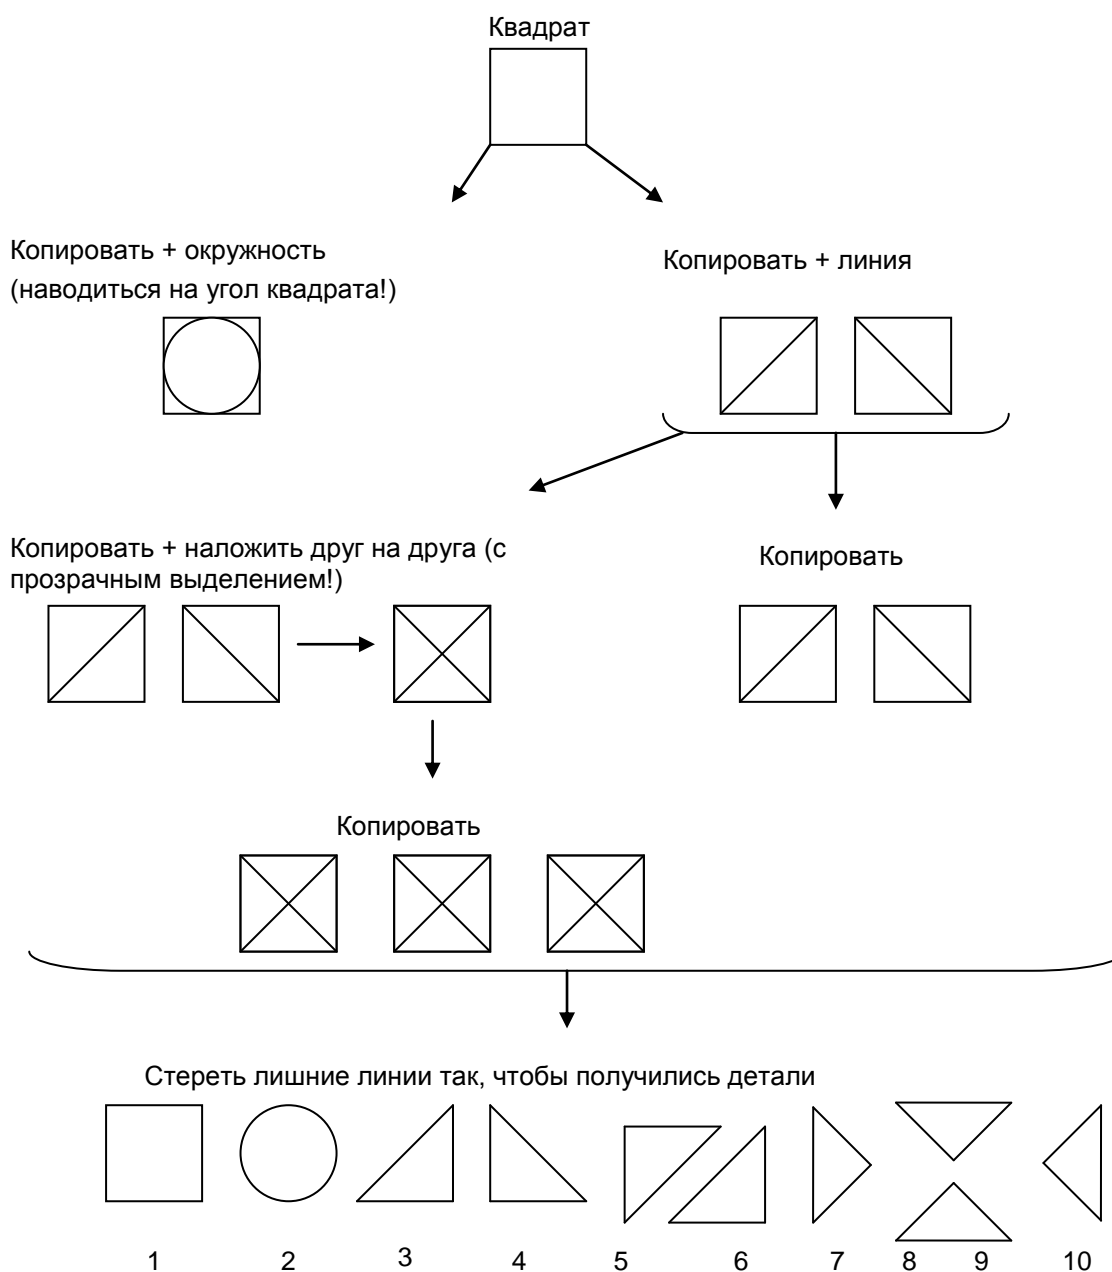 Квадрат
Копировать + окружность
(наводиться на угол квадрата!)
Копировать + линия
Копировать + наложить друг на друга (с
прозрачным выделением!)
Копировать
Копировать
Стереть лишние линии так, чтобы получились детали
1 2 3 4 5 6 7 8 9 10